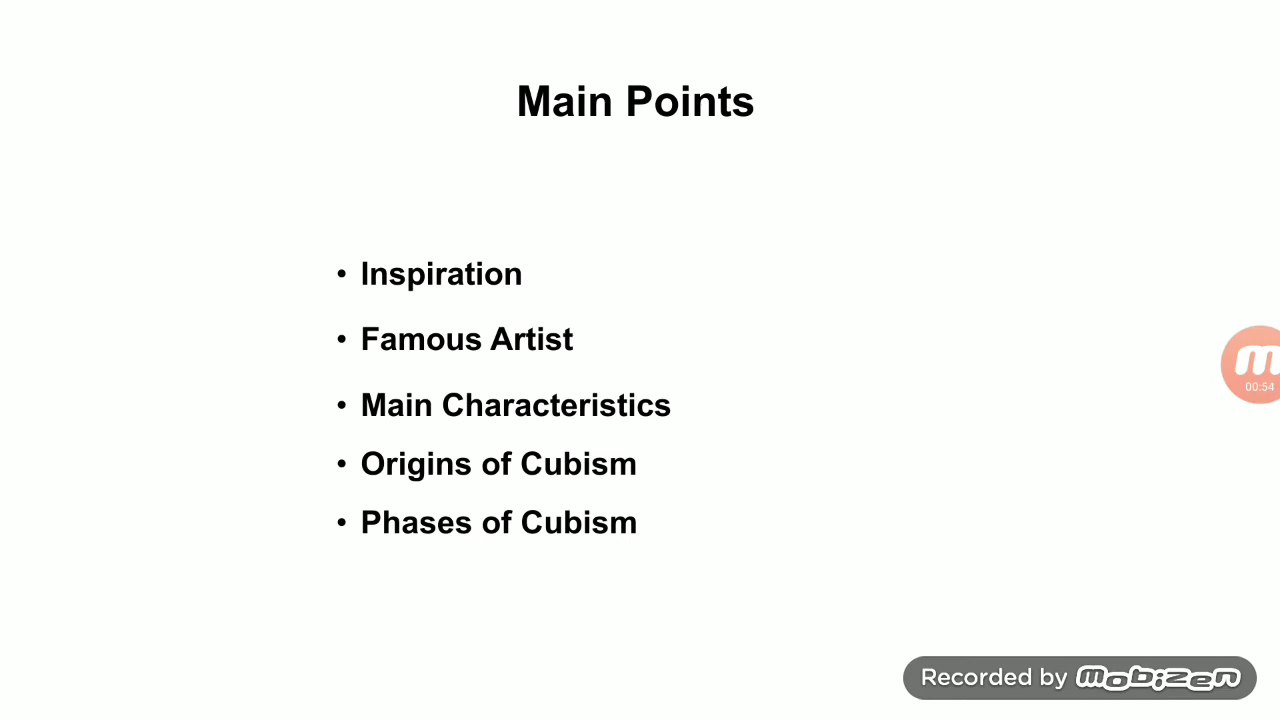 Main Points
• Inspiration
• Famous Artist
• Main Characteristics
• Origins of Cubism
• Phases of Cubism
m
00:54
Recorded by mobizen